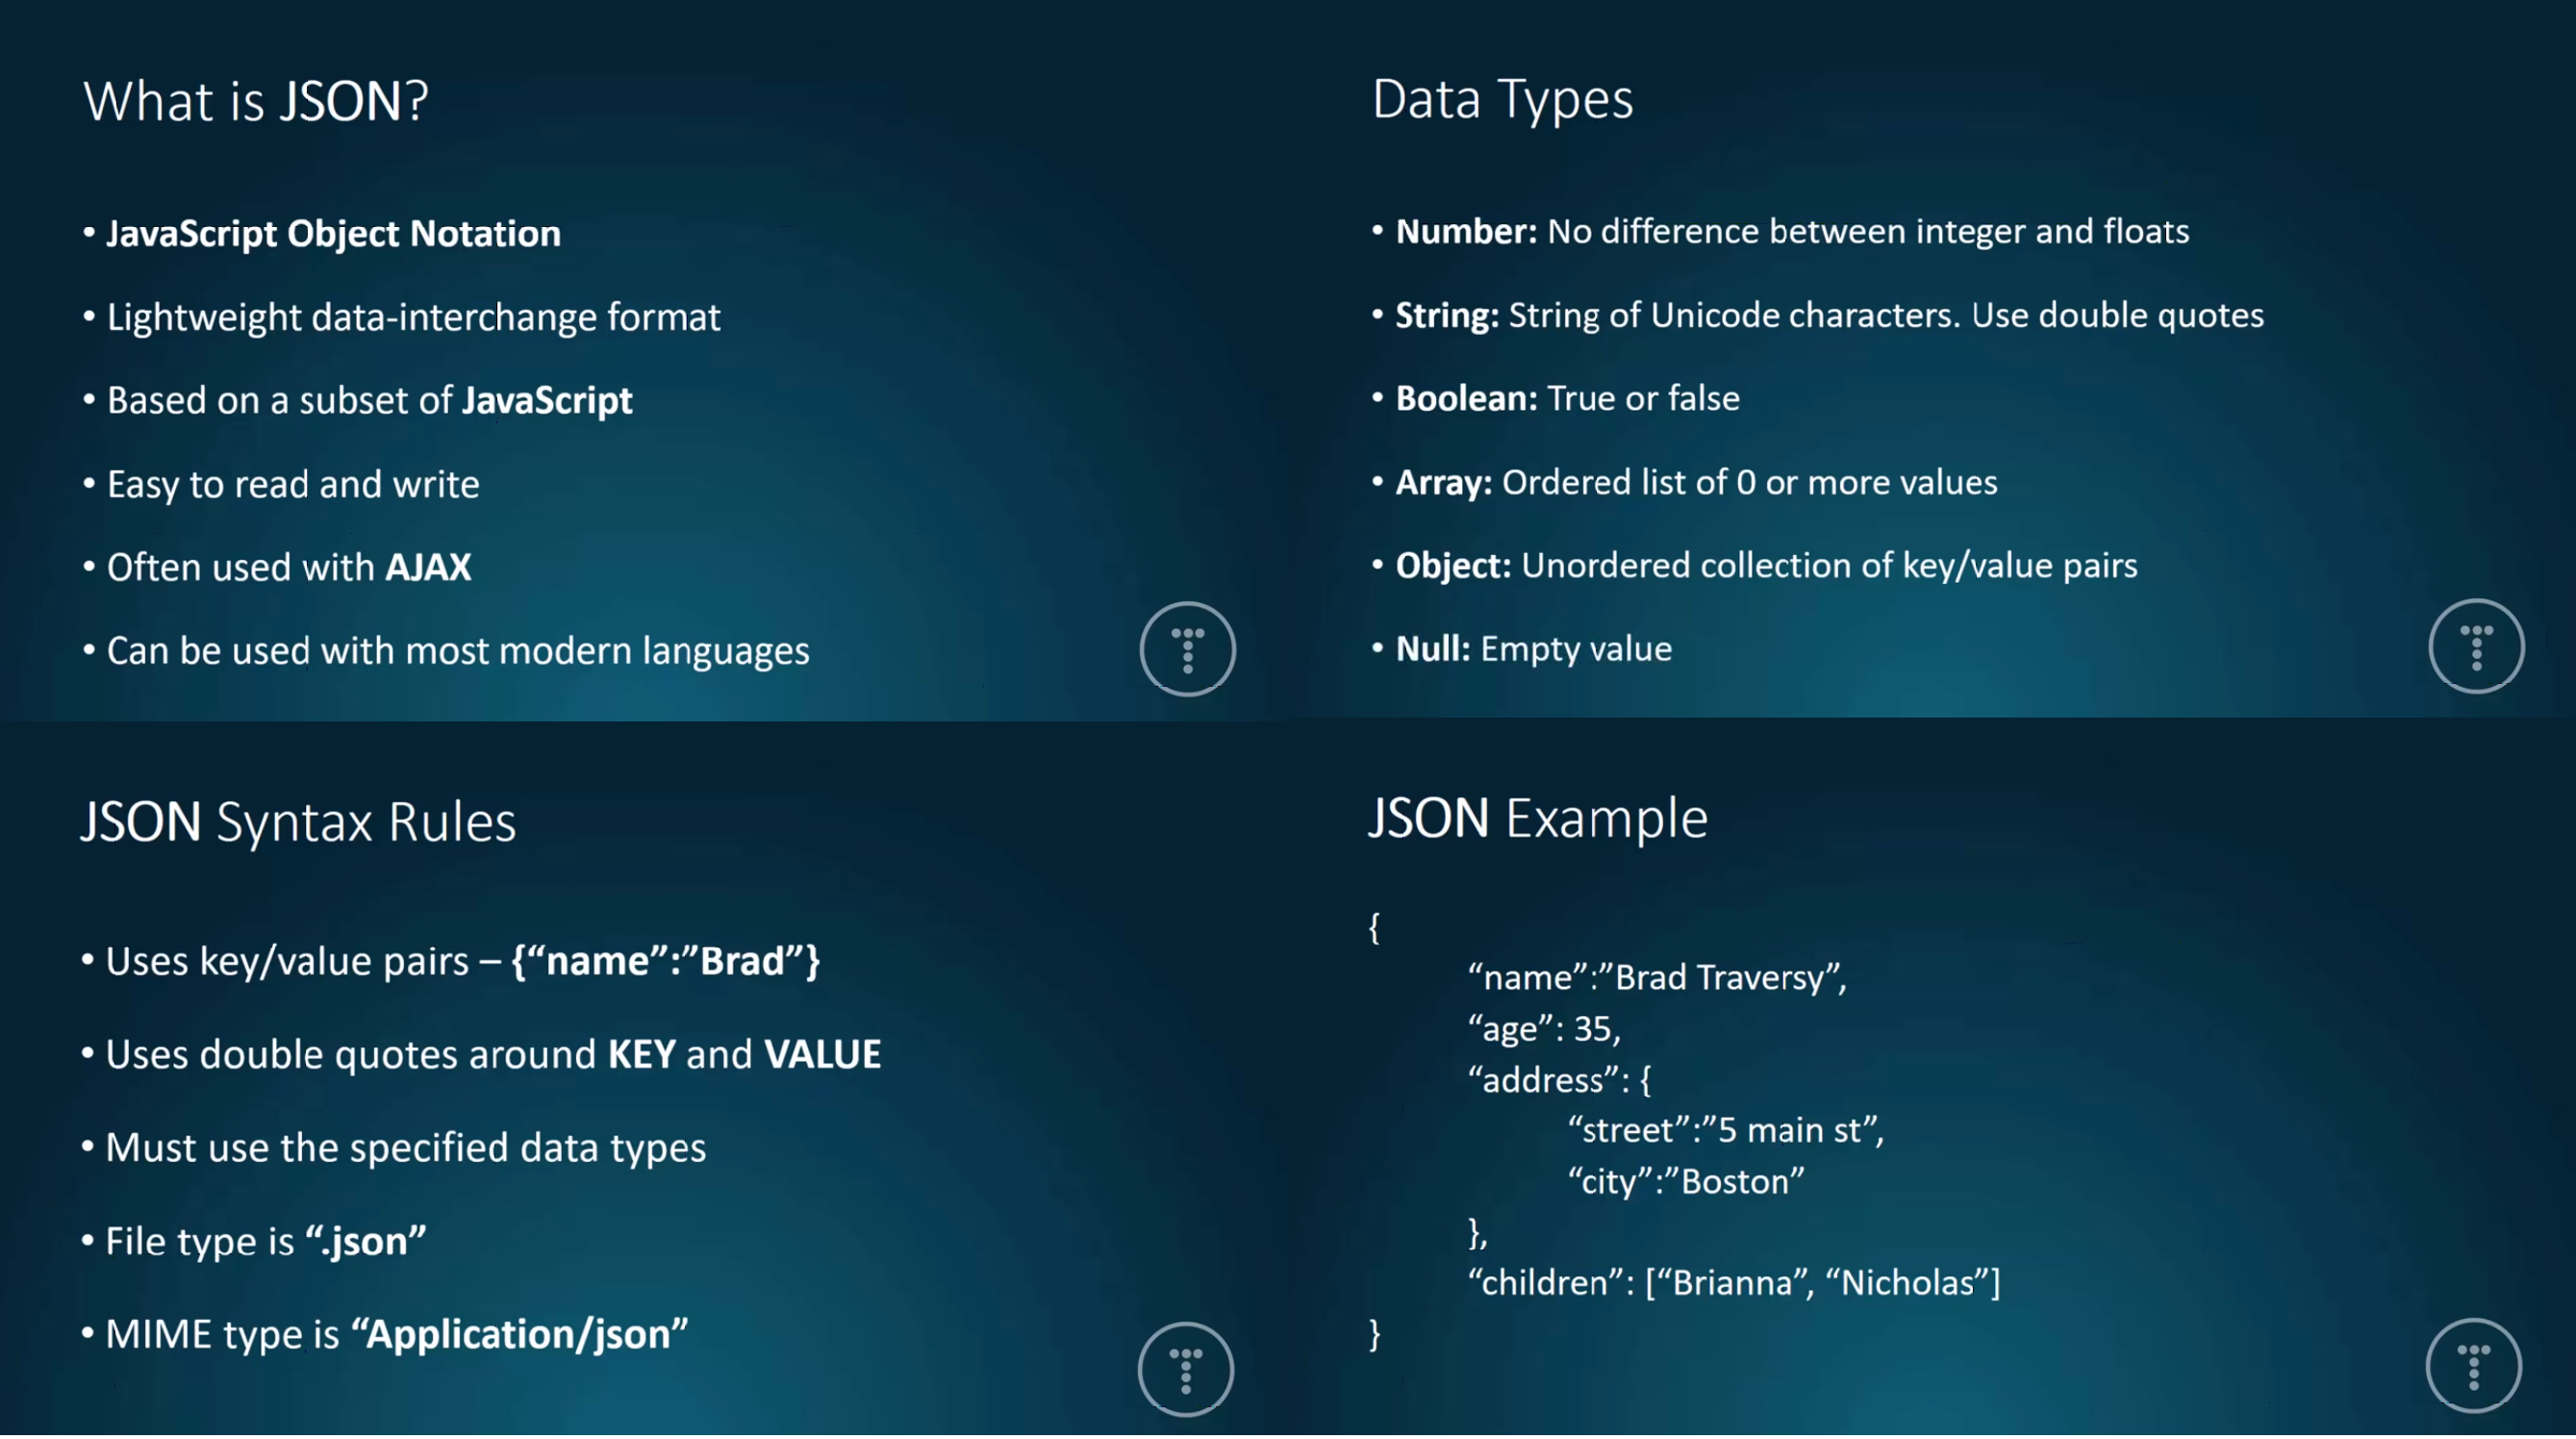 What is JSON?
• JavaScript Object Notation
• Lightweight data-interchange format
• Based on a subset of JavaScript
• Easy to read and write
• Often used with AJAX
• Can be used with most modern languages
Data Types
• Number: No difference between integer and floats
• String: String of Unicode characters. Use double quotes
• Boolean: True or false
• Array: Ordered list of 0 or more values
• Object: Unordered collection of key/value pairs
• Null: Empty value
JSON Syntax Rules
• Uses key/value pairs – {“name”:”Brad”}
• Uses double quotes around KEY and VALUE
• Must use the specified data types
• File type is “.json”
• MIME type is “Application/json”
JSON Example
{
“name”:”Brad Traversy”,
“age”: 35,
“address”: {
“street”:”5 main st”,
“city”:”Boston”
},
“children”: [“Brianna”, “Nicholas”]
}